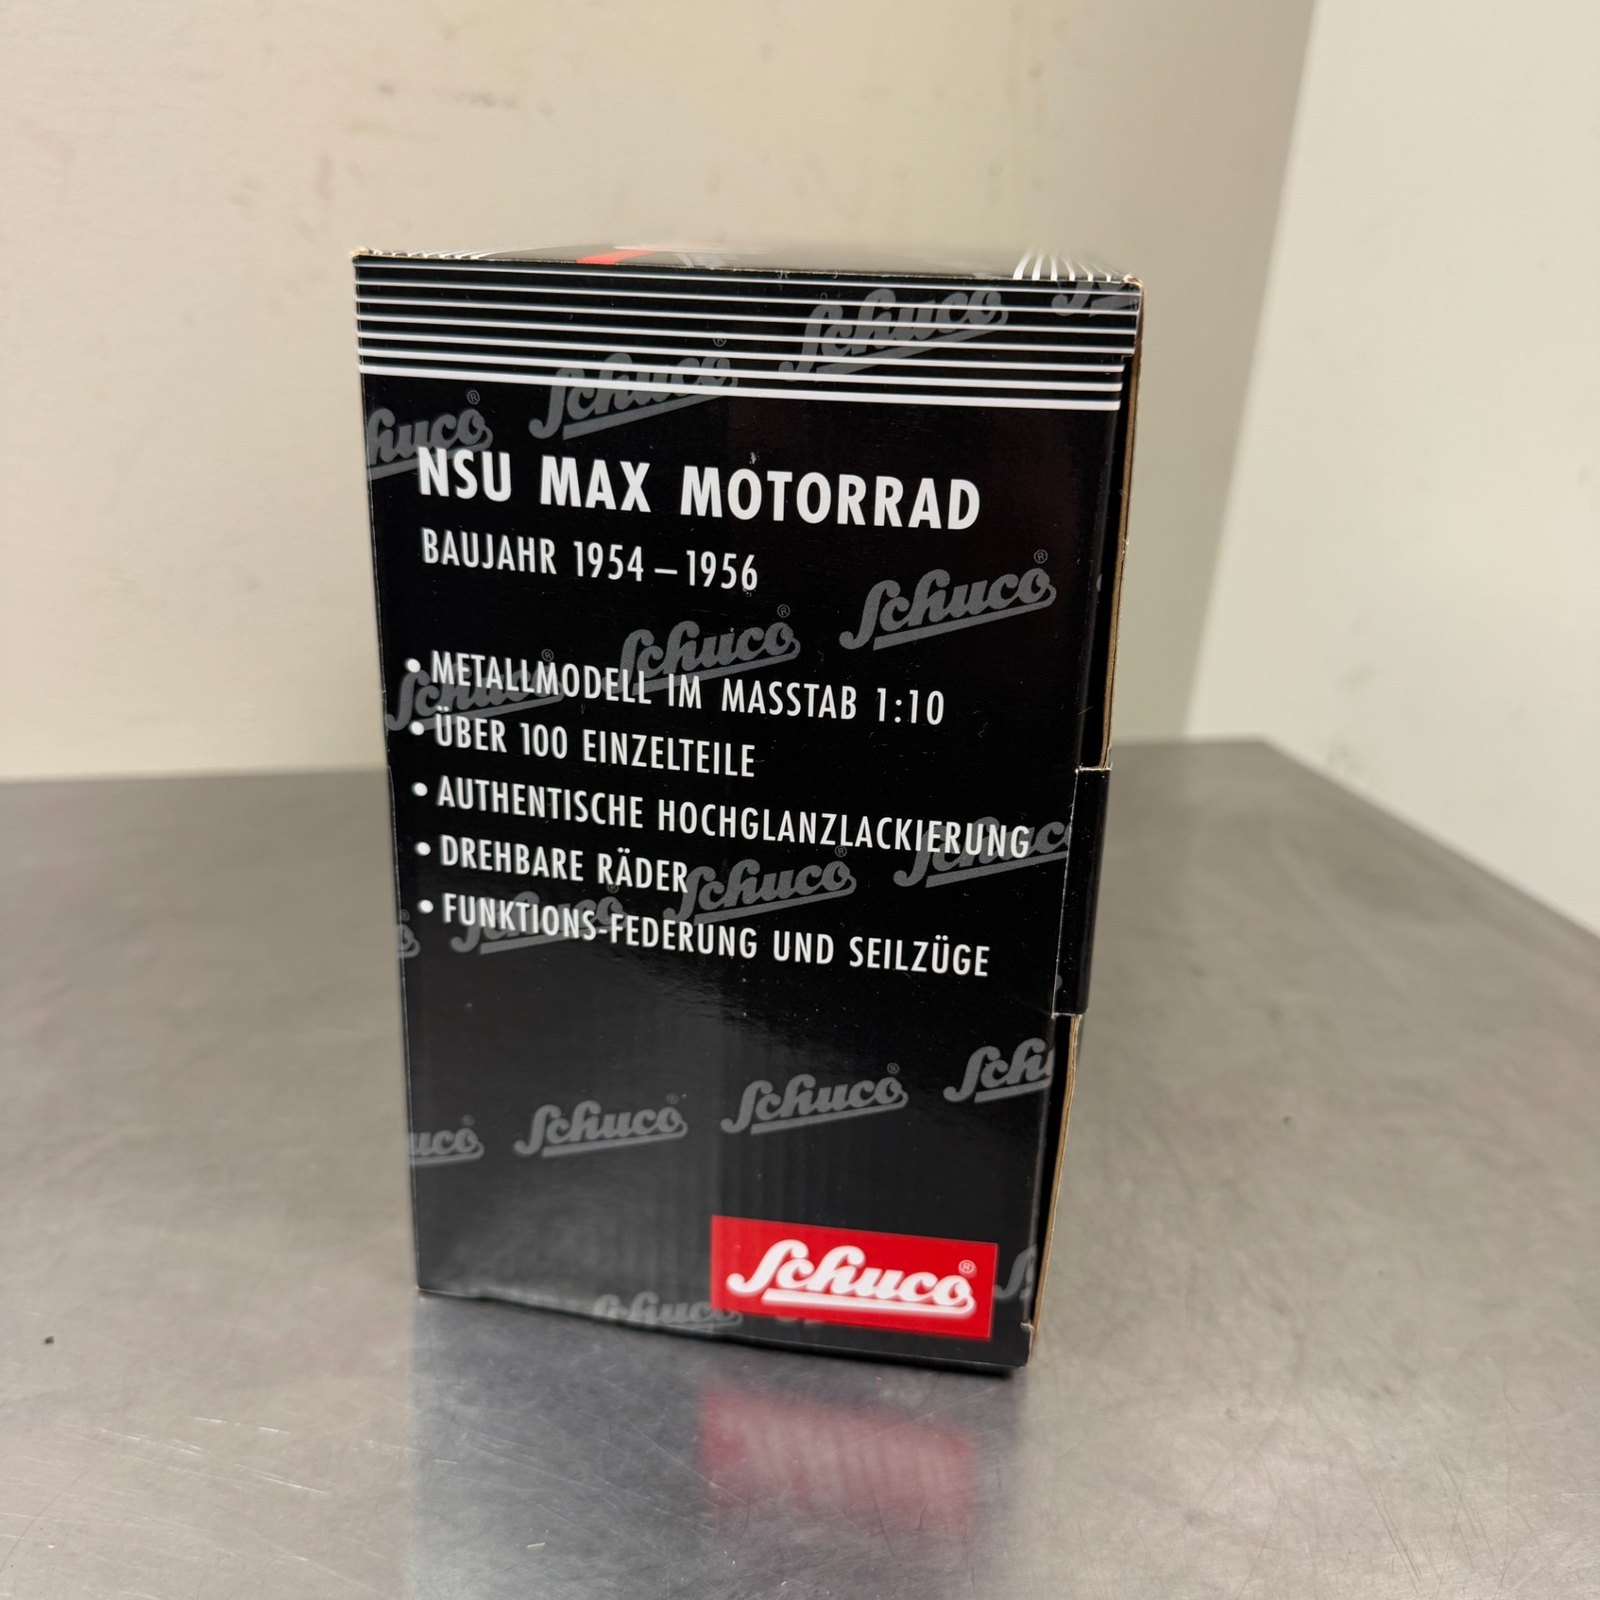 NSU MAX MOTORRAD
BAUJAHR 1954 – 1956
• METALLMODELL IM MASSTAB 1:10
• ÜBER 100 EINZELTEILE
• AUTHENTISCHE HOCHGLANZLACKIERUNG
• DREHBARE RÄDER
• FUNKTIONS-FEDERUNG UND SEILZÜGE
Schuco®